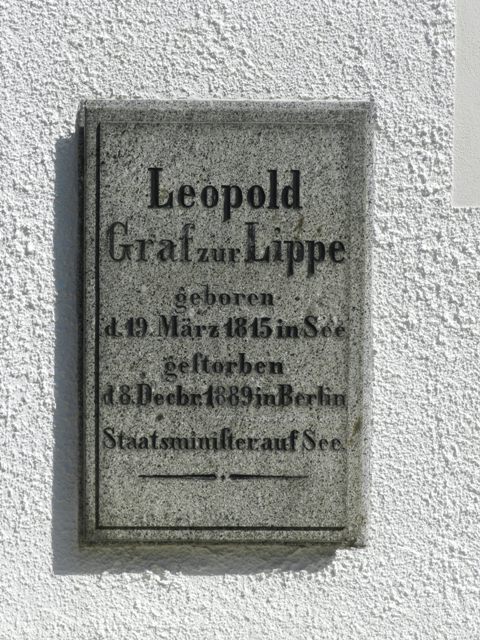 Leopold
Graf zur Lippe
geboren
d. 19. März 1815 in See
geſtorben
d. 8. Decbr. 1889 in Berlin
Staatsminiſter. auf See.